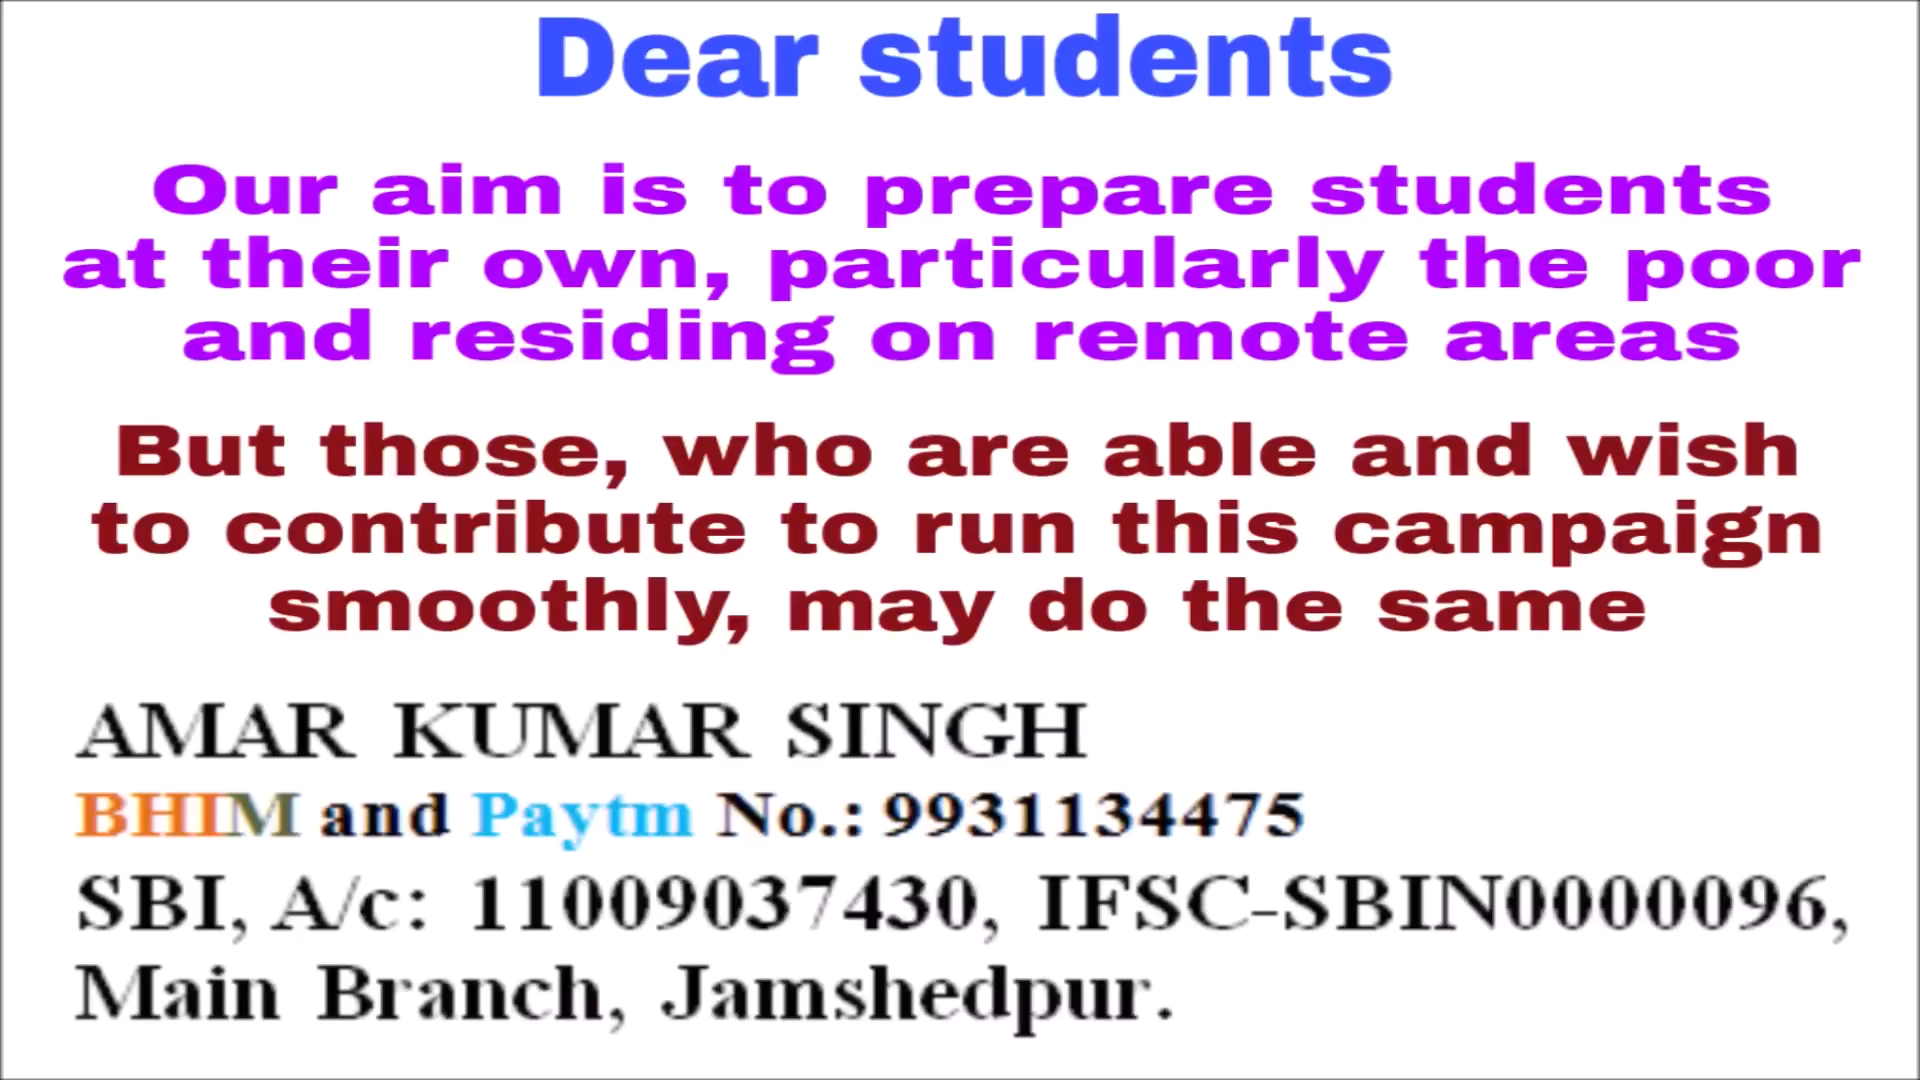 Dear students
Our aim is to prepare students
at their own, particularly the poor
and residing on remote areas
But those, who are able and wish
to contribute to run this campaign
smoothly, may do the same
AMAR KUMAR SINGH
BHIM and Paytm No.: 9931134475
SBI, A/c: 11009037430, IFSC-SBIN0000096,
Main Branch, Jamshedpur.